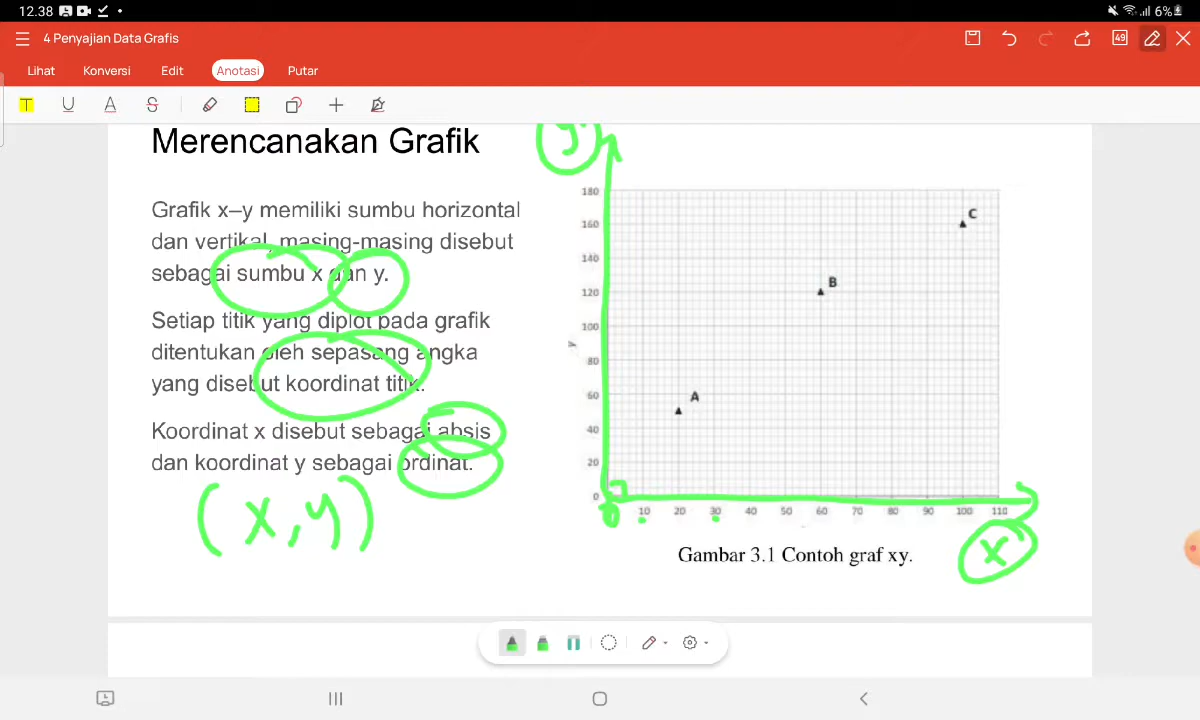 12.38
6%
4 Penyajian Data Grafis
49
Lihat Konversi Edit Anotasi Putar
T U A S
Merencanakan Grafik
Grafik x–y memiliki sumbu horizontal
dan vertikal, masing-masing disebut
sebagai sumbu x dan y.
Setiap titik yang diplot pada grafik
ditentukan oleh sepasang angka
yang disebut koordinat titik.
Koordinat x disebut sebagai absis
dan koordinat y sebagai ordinat.
(x,y)
y
180
160
140
120
100
80
60
40
20
0
y
C
B
A
0 10 20 30 40 50 60 70 80 90 100 110
x
Gambar 3.1 Contoh graf xy.